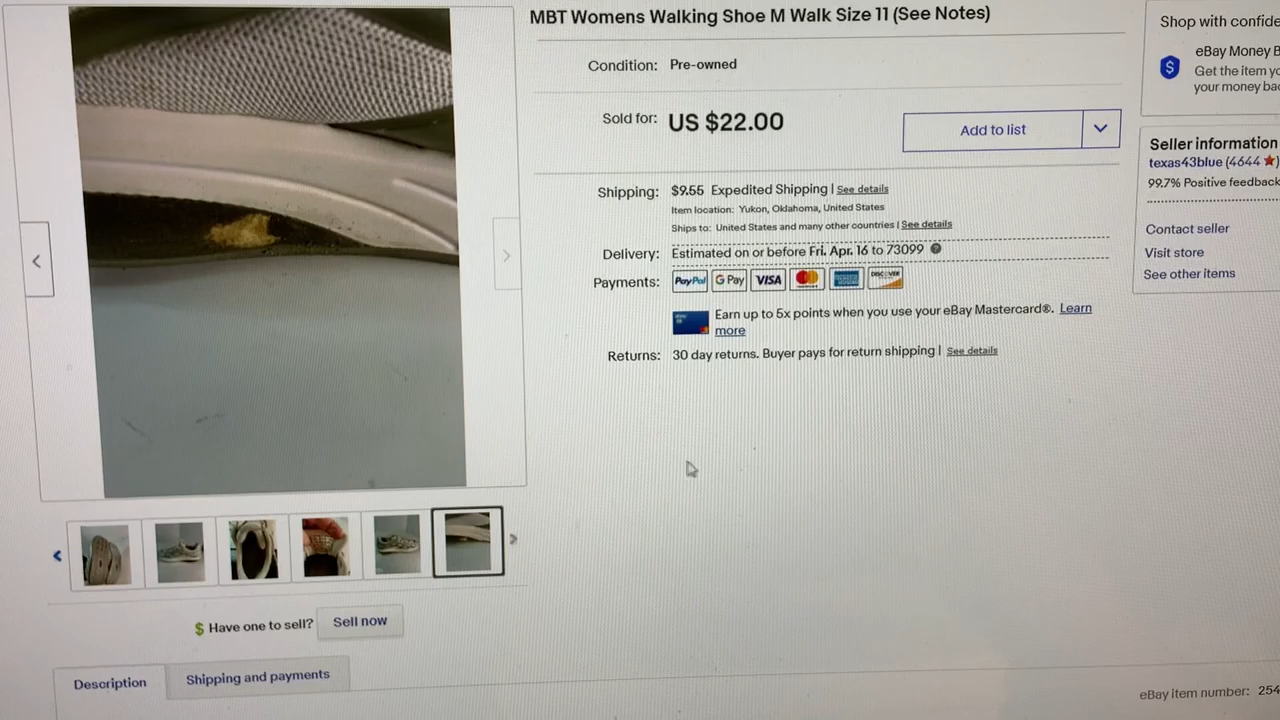 MBT Womens Walking Shoe M Walk Size 11 (See Notes)
Condition: Pre-owned
Sold for: US $22.00
Add to list
Shipping: $9.55 Expedited Shipping | See details
Item location: Yukon, Oklahoma, United States
Ships to: United States and many other countries | See details
Delivery: Estimated on or before Fri. Apr. 16 to 73099
Payments: PayPal G Pay VISA DISCOVER
Earn up to 5x points when you use your eBay Mastercard®. Learn
more
Returns: 30 day returns. Buyer pays for return shipping | See details
Shop with confide
eBay Money B
Get the item yo
your money bac
Seller information
texas43blue (4644
99.7% Positive feedback
Contact seller
Visit store
See other items
$ Have one to sell? Sell now
Description Shipping and payments
eBay item number: 254